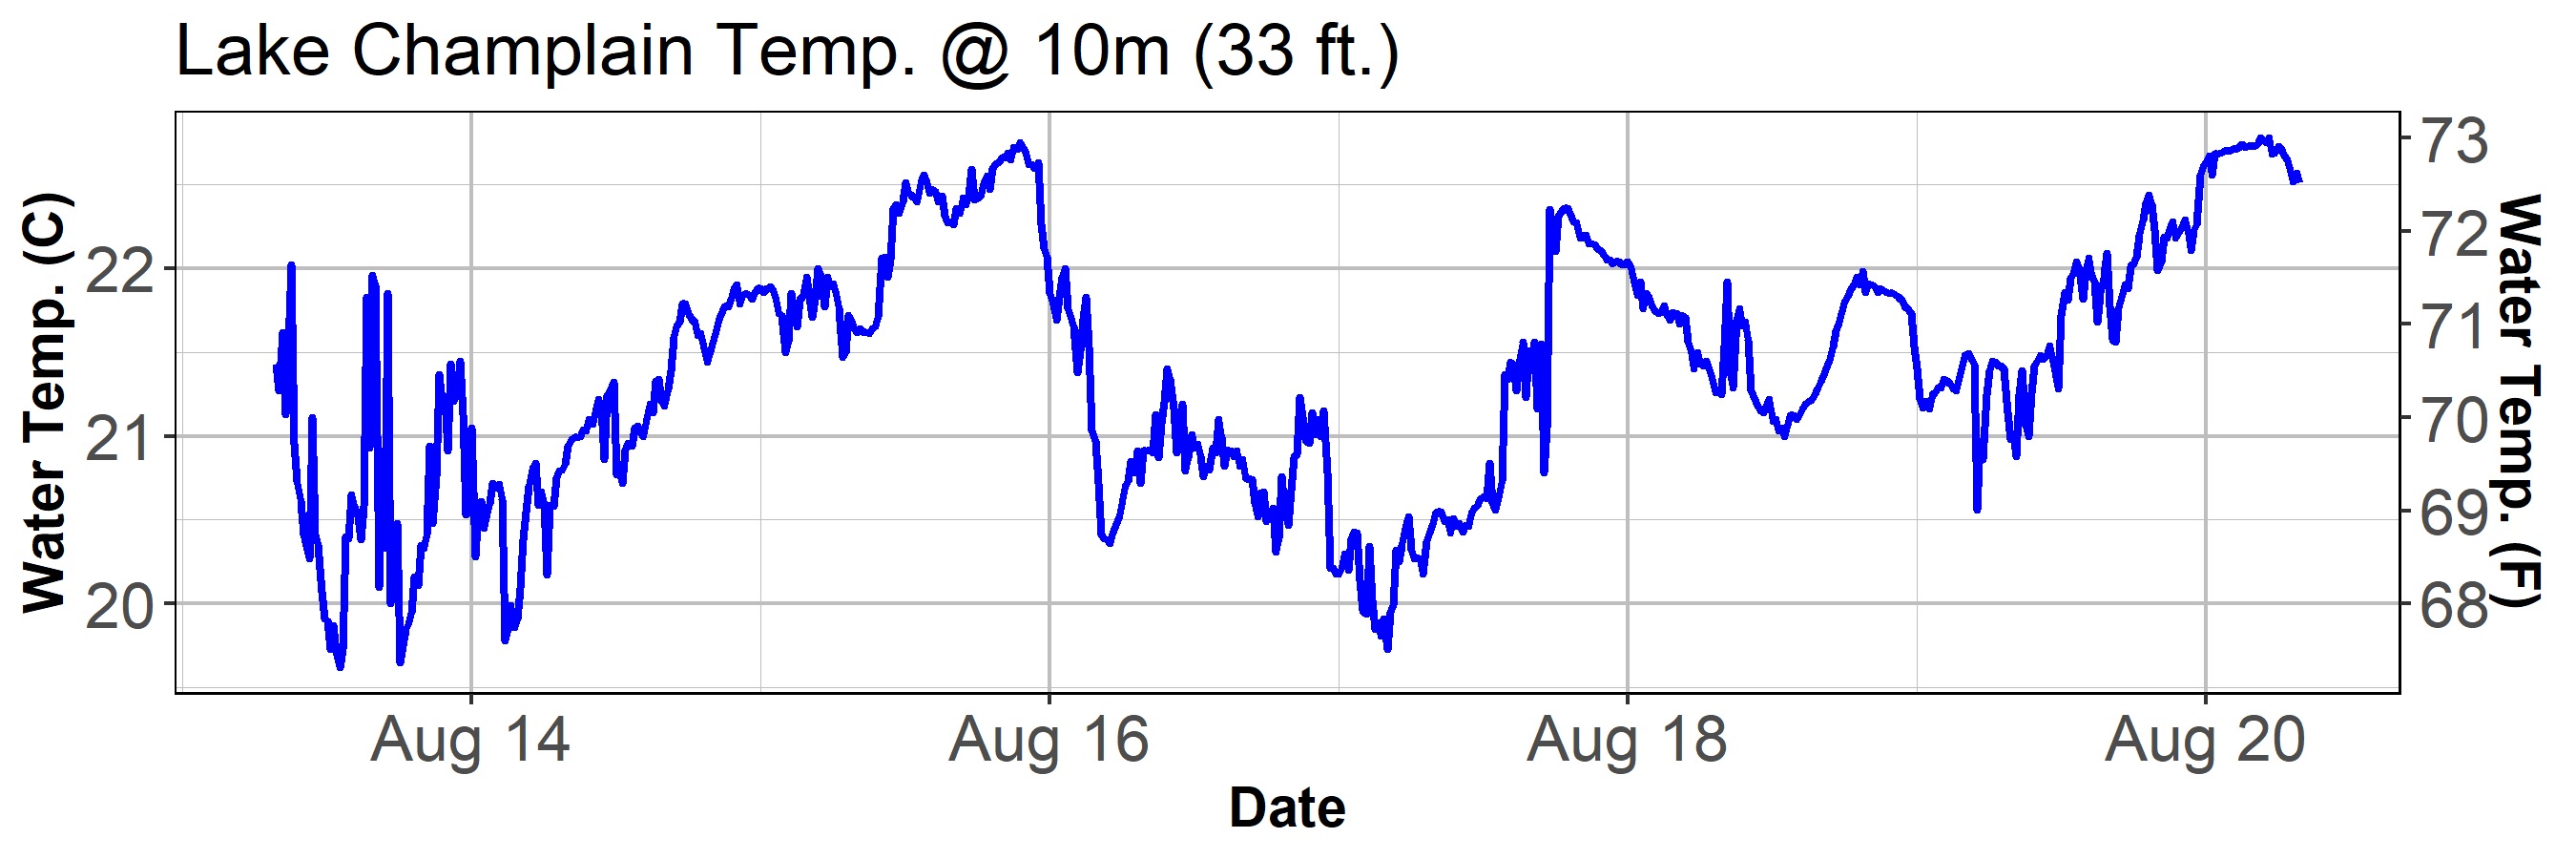 Lake Champlain Temp. @ 10m (33 ft.)
Water Temp. (C)
22
21
20
73
72
71
70
69
68
Water Temp. (F)
Aug 14
Aug 16
Aug 18
Aug 20
Date